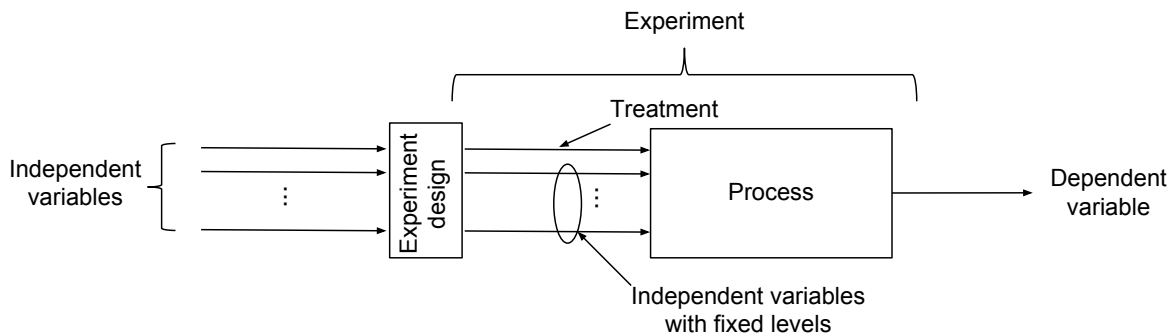 Experiment
Treatment
Independent
variables
Experiment
design
Process
Dependent
variable
Independent variables
with fixed levels